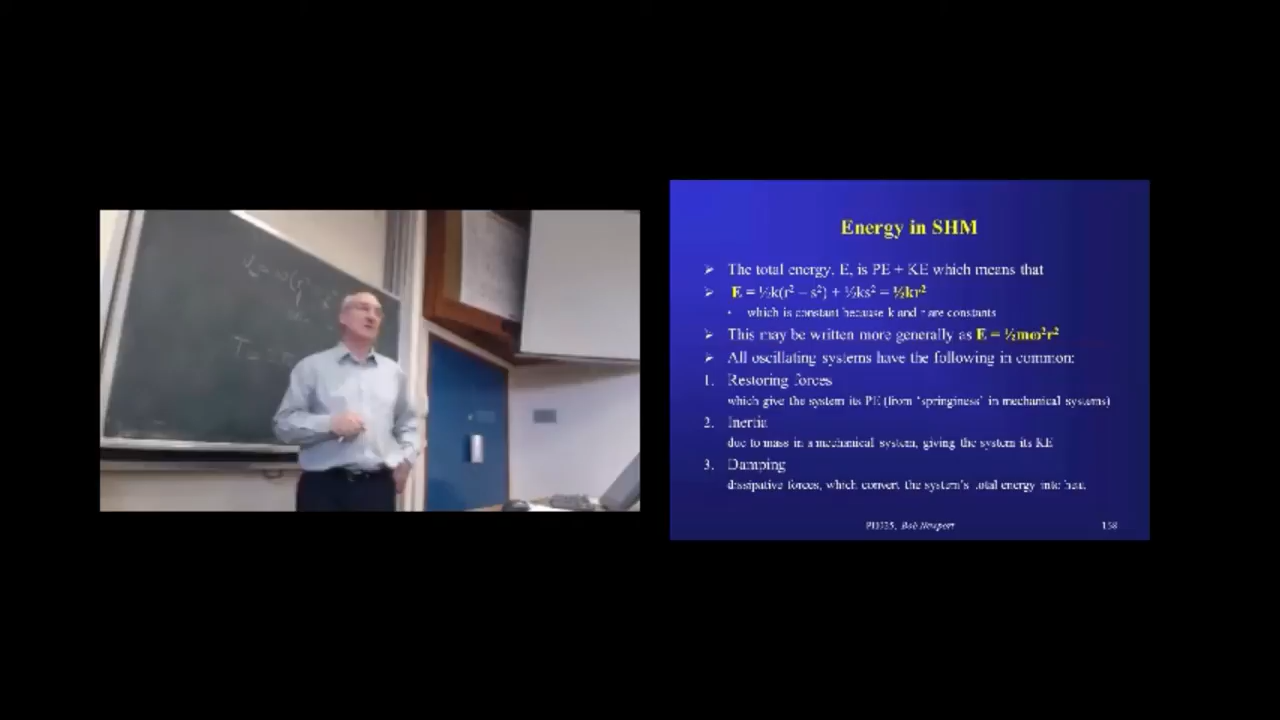 Energy in SHM
➢ The total energy, E, is PE + KE which means that
➢ E = ½k(r² – s²) + ½ks² = ½kr²
• which is constant because k and r are constants
➢ This may be written more generally as E = ½mω²r²
➢ All oscillating systems have the following in common:
1. Restoring forces
which give the system its PE (from 'springiness' in mechanical systems)
2. Inertia
due to mass in a mechanical system, giving the system its KE
3. Damping
dissipative forces, which convert the system's total energy into heat.
Bob Newport
158